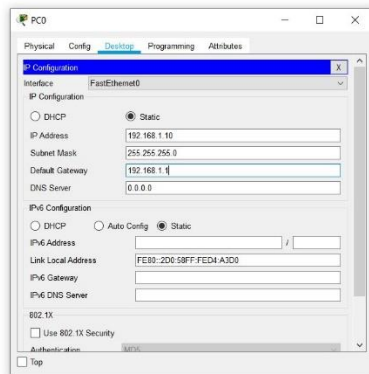 PC0
Physical Config Desktop Programming Attributes
IP Configuration X
Interface FastEthernet0
IP Configuration
DHCP Static
IP Address 192.168.1.10
Subnet Mask 255.255.255.0
Default Gateway 192.168.1.1
DNS Server 0.0.0.0
IPv6 Configuration
DHCP Auto Config Static
IPv6 Address /
Link Local Address FE80::2D0:58FF:FED4:A3D0
IPv6 Gateway
IPv6 DNS Server
802.1X
Use 802.1X Security
Authentication MD5
Top